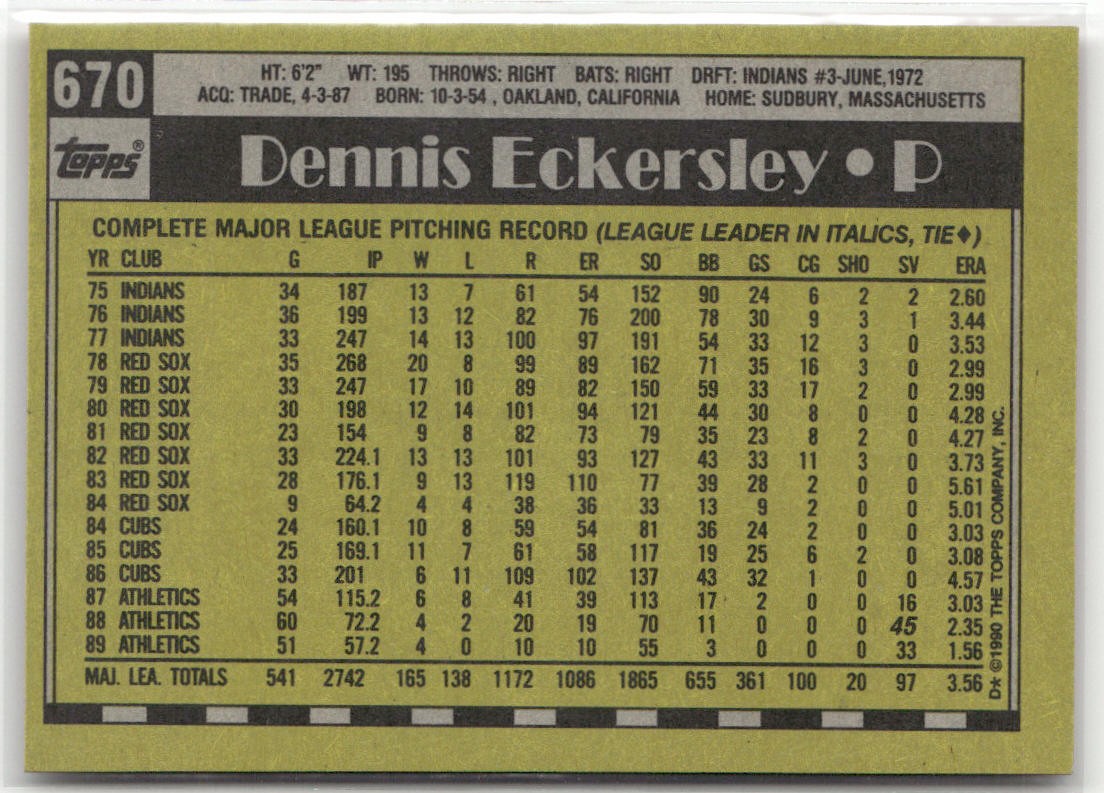 670
HT: 6'2" WT: 195 THROWS: RIGHT BATS: RIGHT DRFT: INDIANS #3-JUNE,1972
ACQ: TRADE, 4-3-87 BORN: 10-3-54 , OAKLAND, CALIFORNIA HOME: SUDBURY, MASSACHUSETTS
topps®
Dennis Eckersley • P
COMPLETE MAJOR LEAGUE PITCHING RECORD (LEAGUE LEADER IN ITALICS, TIE♦)
YR CLUB G IP W L R ER SO BB GS CG SHO SV ERA
75 INDIANS 34 187 13 7 61 54 152 90 24 6 2 2 2.60
76 INDIANS 36 199 13 12 82 76 200 78 30 9 3 1 3.44
77 INDIANS 33 247 14 13 100 97 191 54 33 12 3 0 3.53
78 RED SOX 35 268 20 8 99 89 162 71 35 16 3 0 2.99
79 RED SOX 33 247 17 10 89 82 150 59 33 17 2 0 2.99
80 RED SOX 30 198 12 14 101 94 121 44 30 8 0 0 4.28
81 RED SOX 23 154 9 8 82 73 79 35 23 8 2 0 4.27
82 RED SOX 33 224.1 13 13 101 93 127 43 33 11 3 0 3.73
83 RED SOX 28 176.1 9 13 119 110 77 39 28 2 0 0 5.61
84 RED SOX 9 64.2 4 4 38 36 33 13 9 2 0 0 5.01
84 CUBS 24 160.1 10 8 59 54 81 36 24 2 0 0 3.03
85 CUBS 25 169.1 11 7 61 58 117 19 25 6 2 0 3.08
86 CUBS 33 201 6 11 109 102 137 43 32 1 0 0 4.57
87 ATHLETICS 54 115.2 6 8 41 39 113 17 2 0 0 16 3.03
88 ATHLETICS 60 72.2 4 2 20 19 70 11 0 0 0 45 2.35
89 ATHLETICS 51 57.2 4 0 10 10 55 3 0 0 0 33 1.56
MAJ. LEA. TOTALS 541 2742 165 138 1172 1086 1865 655 361 100 20 97 3.56
D* ©1990 THE TOPPS COMPANY, INC.